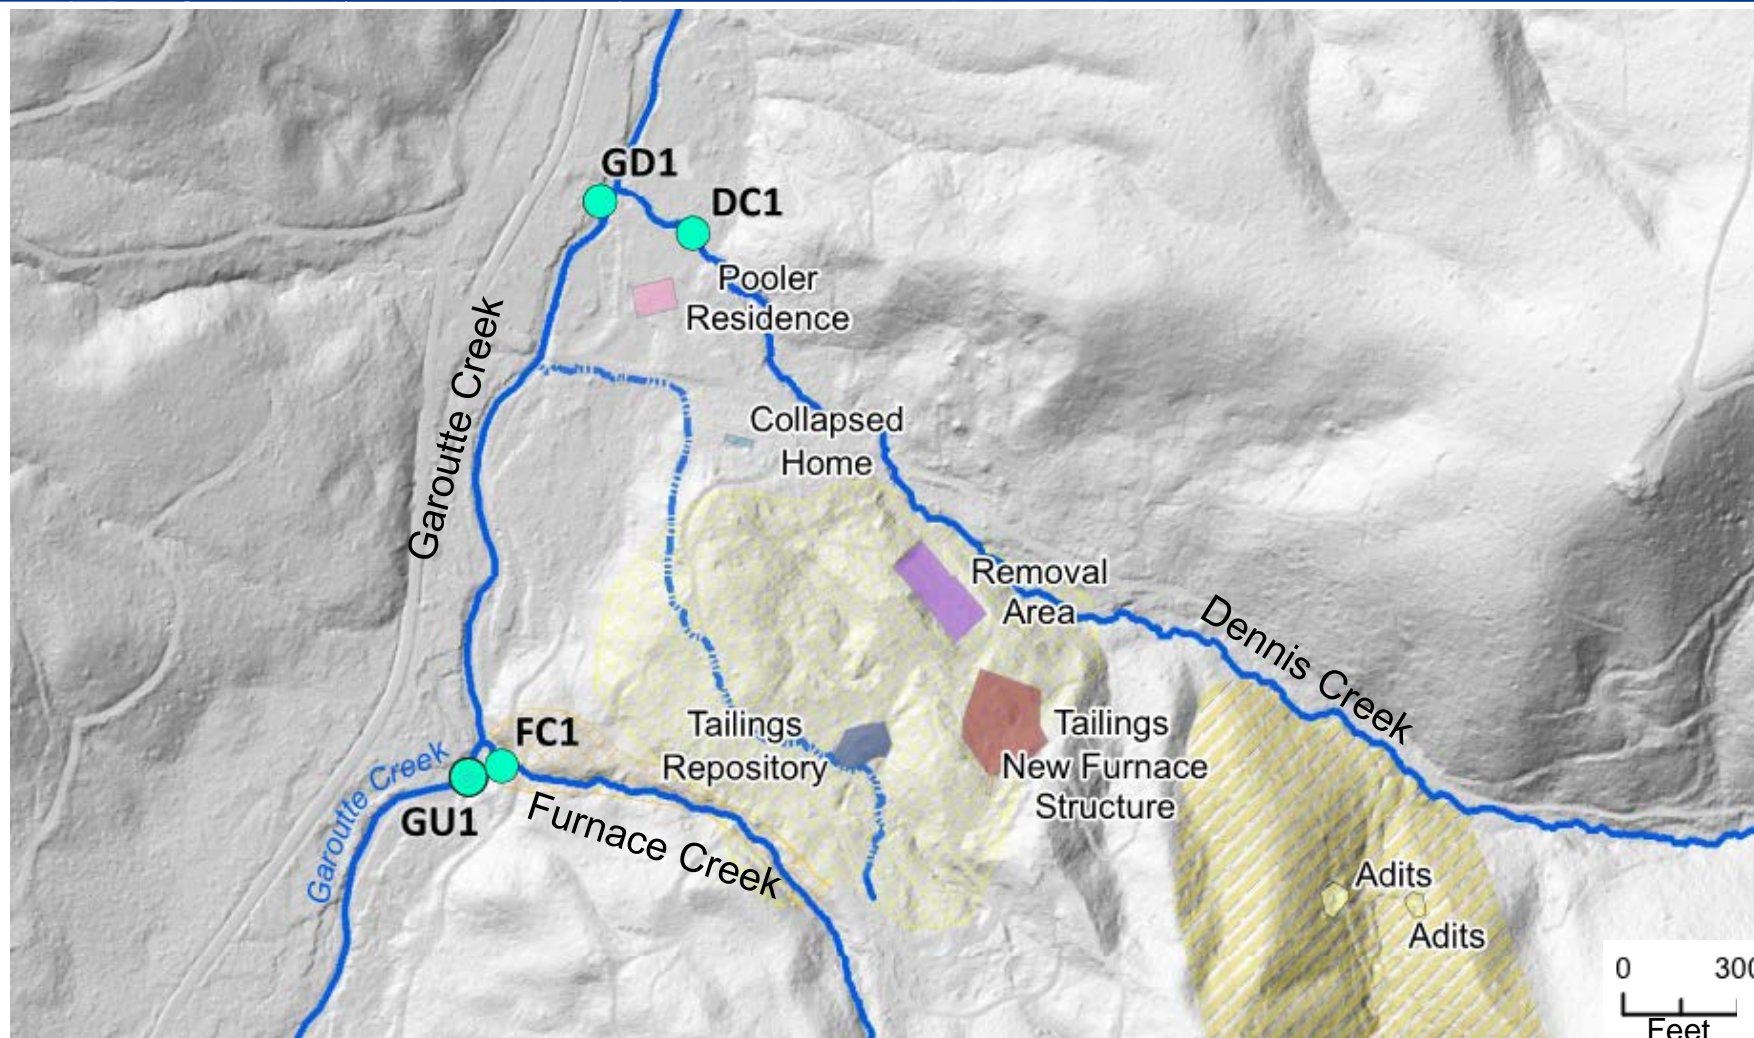 GD1
DC1
Pooler
Residence
Garoutte Creek
Collapsed
Home
Removal
Area
Dennis Creek
Tailings
Repository
Tailings
New Furnace
Structure
FC1
Garoutte Creek
GU1
Furnace Creek
Adits
Adits
0 300
Feet